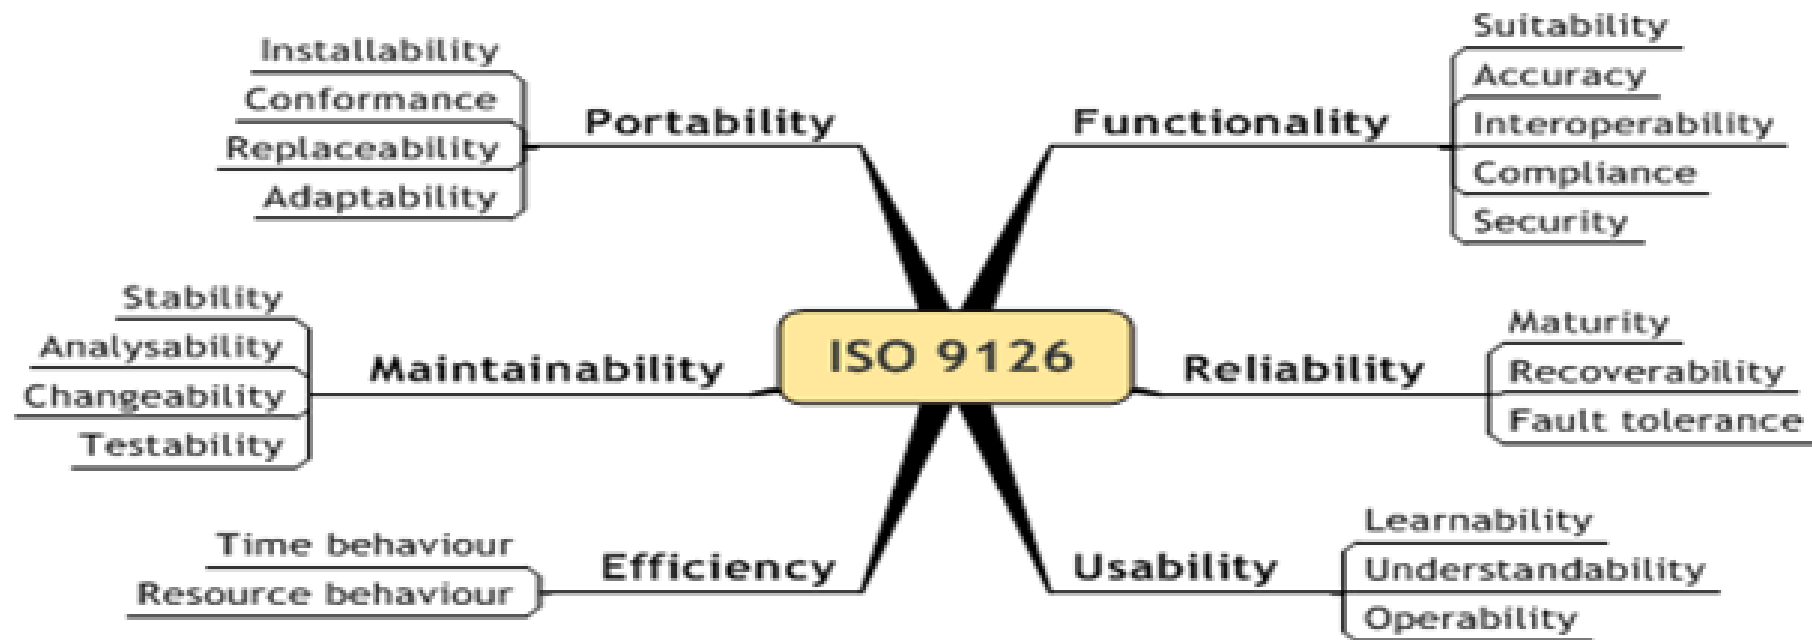 Installability
Conformance
Replaceability
Adaptability
Portability
Stability
Analysability
Changeability
Testability
Maintainability
Time behaviour
Resource behaviour
Efficiency
ISO 9126
Functionality
Suitability
Accuracy
Interoperability
Compliance
Security
Reliability
Maturity
Recoverability
Fault tolerance
Usability
Learnability
Understandability
Operability